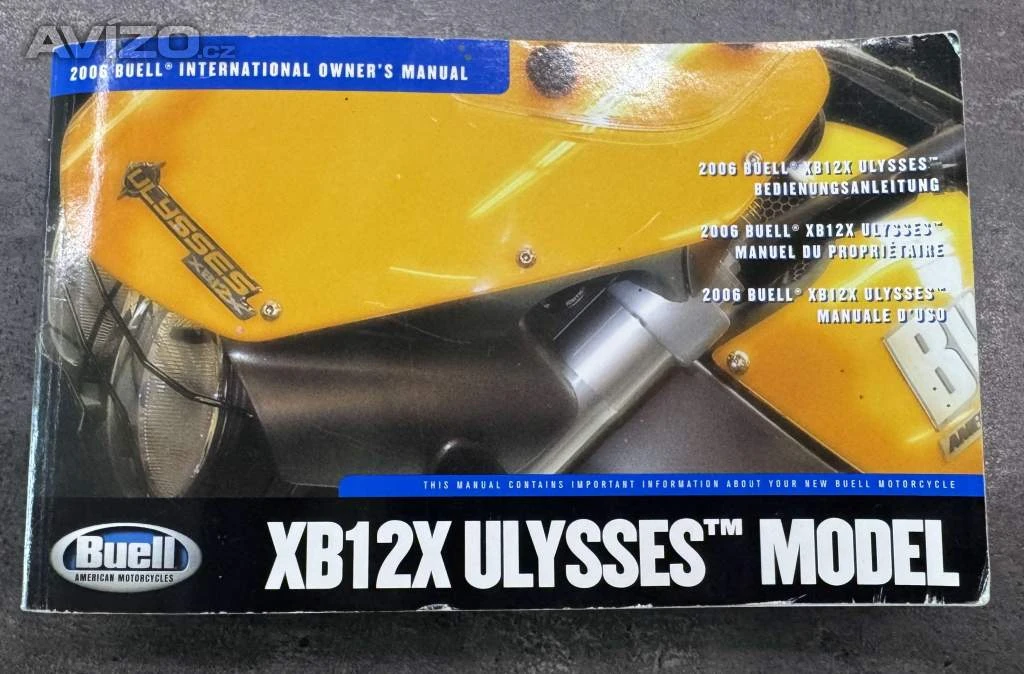 AVÍZO.cz
2006 BUELL® INTERNATIONAL OWNER'S MANUAL
ULYSSES
XB12X
2006 BUELL® XB12X ULYSSES™
BEDIENUNGSANLEITUNG
2006 BUELL® XB12X ULYSSES™
MANUEL DU PROPRIÉTAIRE
2006 BUELL® XB12X ULYSSES™
MANUALE D'USO
THIS MANUAL CONTAINS IMPORTANT INFORMATION ABOUT YOUR NEW BUELL MOTORCYCLE
Buell
AMERICAN MOTORCYCLES
XB12X ULYSSES™ MODEL